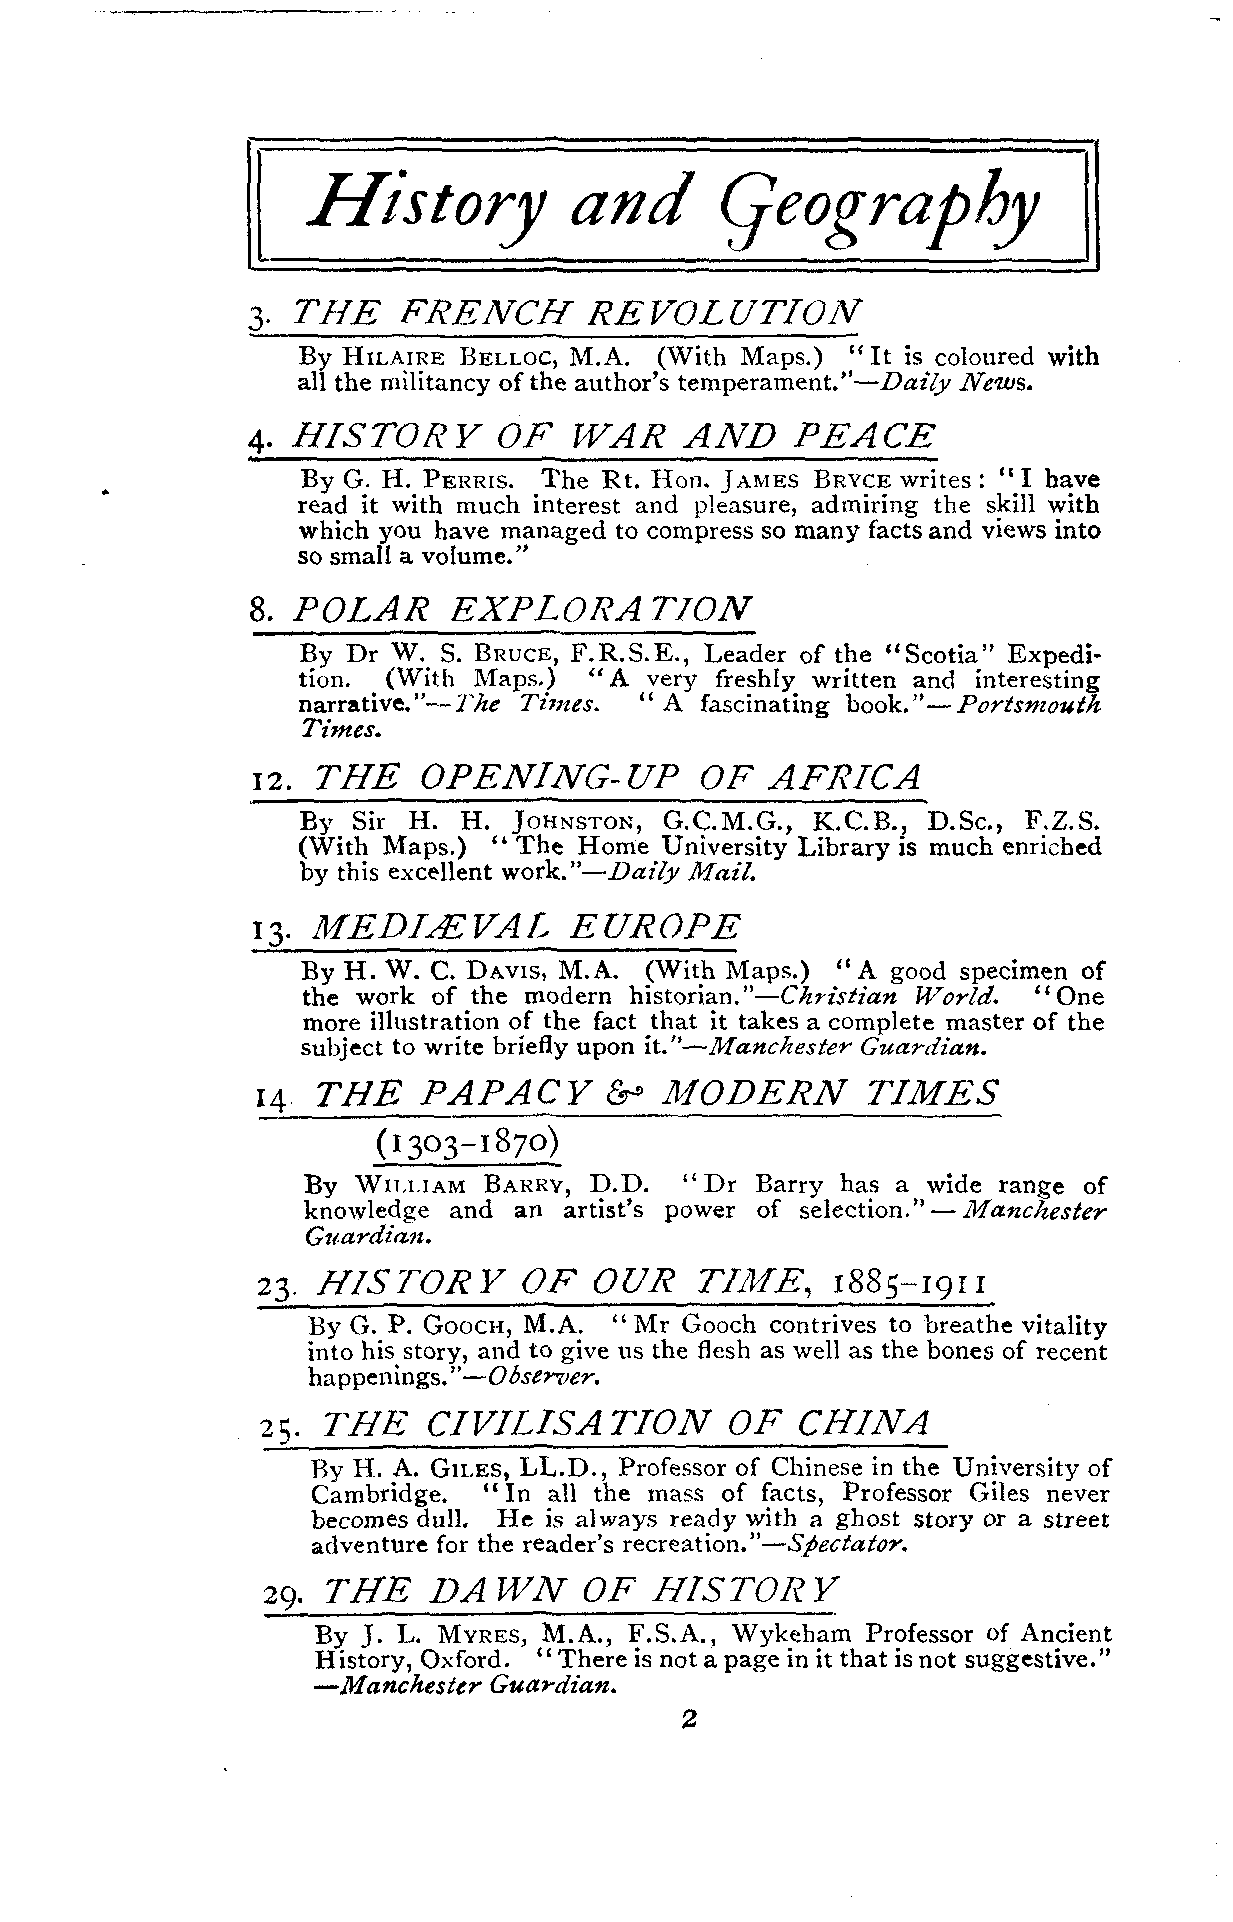 History and Geography
3. THE FRENCH REVOLUTION
By HILAIRE BELLOC, M.A. (With Maps.) "It is coloured with
all the militancy of the author's temperament."—Daily News.
4. HISTORY OF WAR AND PEACE
By G. H. PERRIS. The Rt. Hon. JAMES BRYCE writes: "I have
read it with much interest and pleasure, admiring the skill with
which you have managed to compress so many facts and views into
so small a volume."
8. POLAR EXPLORATION
By Dr W. S. BRUCE, F.R.S.E., Leader of the "Scotia" Expedi-
tion. (With Maps.) "A very freshly written and interesting
narrative."—The Times. "A fascinating book."—Portsmouth
Times.
12. THE OPENING-UP OF AFRICA
By Sir H. H. JOHNSTON, G.C.M.G., K.C.B., D.Sc., F.Z.S.
(With Maps.) "The Home University Library is much enriched
by this excellent work."—Daily Mail.
13. MEDIÆVAL EUROPE
By H. W. C. DAVIS, M.A. (With Maps.) "A good specimen of
the work of the modern historian."—Christian World. "One
more illustration of the fact that it takes a complete master of the
subject to write briefly upon it."—Manchester Guardian.
14. THE PAPACY & MODERN TIMES
(1303-1870)
By WILLIAM BARRY, D.D. "Dr Barry has a wide range of
knowledge and an artist's power of selection."—Manchester
Guardian.
23. HISTORY OF OUR TIME, 1885-1911
By G. P. GOOCH, M.A. "Mr Gooch contrives to breathe vitality
into his story, and to give us the flesh as well as the bones of recent
happenings."—Observer.
25. THE CIVILISATION OF CHINA
By H. A. GILES, LL.D., Professor of Chinese in the University of
Cambridge. "In all the mass of facts, Professor Giles never
becomes dull. He is always ready with a ghost story or a street
adventure for the reader's recreation."—Spectator.
29. THE DAWN OF HISTORY
By J. L. MYRES, M.A., F.S.A., Wykeham Professor of Ancient
History, Oxford. "There is not a page in it that is not suggestive."
—Manchester Guardian.
2